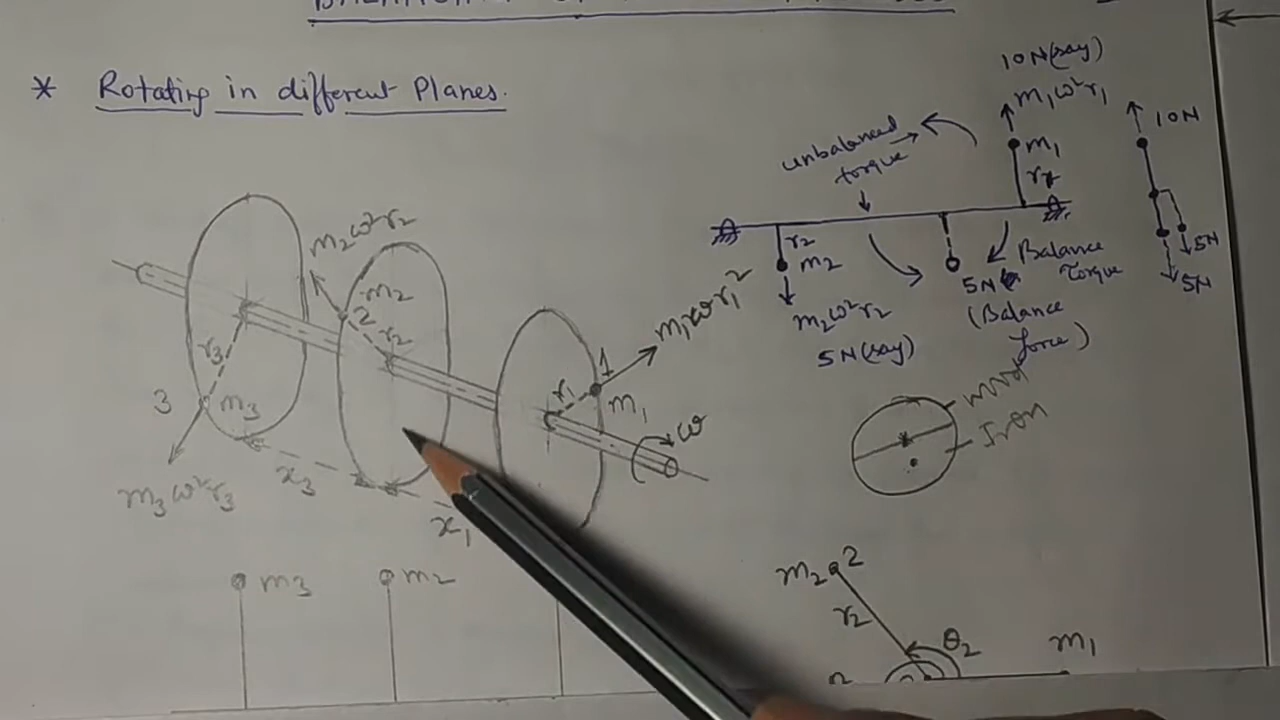 * Rotating in different Planes.
10N(say)
m₁ω²r₁
10N
unbalanced
torque
m₁
r₁
r₂
m₂
m₂ω²r₂
5N(say)
5N
(Balance
force)
Balance
Torque
5N
5N
m₂ω²r₂
m₂
2
r₂
r₃
3
m₃
m₃ω²r₃
x₃
x₁
m₁xωr₁²
1
r₁
m₁
ω
Iron
m₃
m₂
m₂
2
r₂
θ₂
m₁